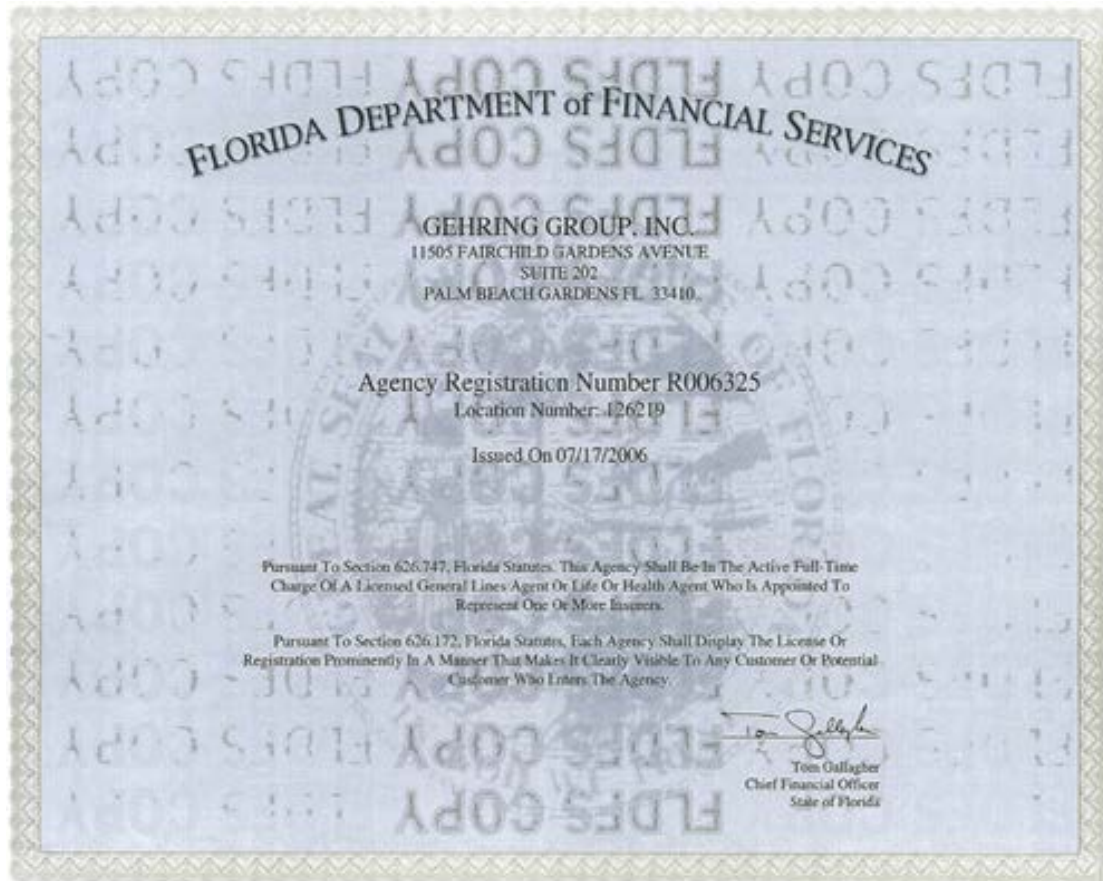 FLORIDA DEPARTMENT of FINANCIAL SERVICES
GEHRING GROUP, INC.
11505 FAIRCHILD GARDENS AVENUE
SUITE 202
PALM BEACH GARDENS FL 33410
Agency Registration Number R006325
Location Number: 126219
Issued On 07/17/2006
Pursuant To Section 626.747, Florida Statutes. This Agency Shall Be In The Active Full-Time
Charge Of A Licensed General Lines Agent Or Life Or Health Agent Who Is Appointed To
Represent One Or More Insurers.
Pursuant To Section 626.172, Florida Statutes, Each Agency Shall Display The License Or
Registration Prominently In A Manner That Makes It Clearly Visible To Any Customer Or Potential
Customer Who Enters The Agency.
Tom Gallagher
Tom Gallagher
Chief Financial Officer
State of Florida
FLDFS COPY